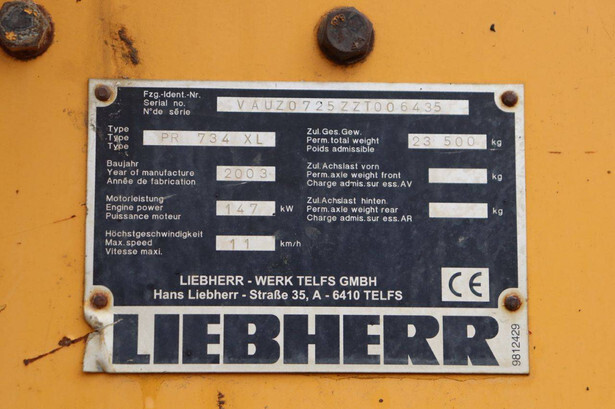 Fzg.-Ident.-Nr.
Serial no. VAUZ0725ZZT006435
N°de série
Type
Type PR 734 XL
Type
Zul.Ges.Gew.
Perm.total weight 23 500 kg
Poids admissible
Baujahr
Year of manufacture 2003
Année de fabrication
Zul.Achslast vorn
Perm.axle weight front kg
Charge admis.sur ess.AV
Motorleistung
Engine power 147 kW
Puissance moteur
Zul.Achslast hinten.
Perm.axle weight rear kg
Charge admis.sur ess.AR
Höchstgeschwindigkeit
Max.speed 11 km/h
Vitesse maxi.
LIEBHERR - WERK TELFS GMBH
Hans Liebherr - Straße 35, A - 6410 TELFS
CE
LIEBHERR
9812429